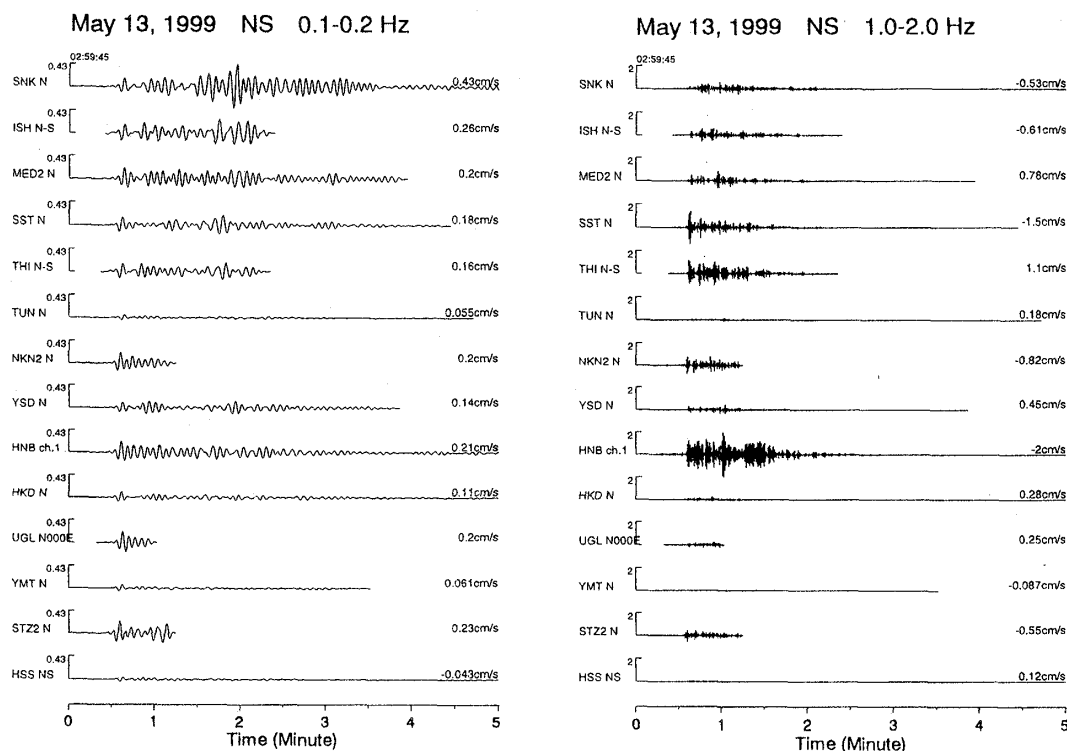 May 13, 1999 NS 0.1-0.2 Hz
02:59:45
0.43
SNK N
0.43cm/s
0.43
ISH N-S
0.26cm/s
0.43
MED2 N
0.2cm/s
0.43
SST N
0.18cm/s
0.43
THI N-S
0.16cm/s
0.43
TUN N
0.055cm/s
0.43
NKN2 N
0.2cm/s
0.43
YSD N
0.14cm/s
0.43
HNB ch.1
0.21cm/s
0.43
HKD N
0.11cm/s
0.43
UGL N000E
0.2cm/s
0.43
YMT N
0.061cm/s
0.43
STZ2 N
0.23cm/s
0.43
HSS NS
-0.043cm/s
0 1 2 3 4 5
Time (Minute)
May 13, 1999 NS 1.0-2.0 Hz
02:59:45
2
SNK N
-0.53cm/s
2
ISH N-S
-0.61cm/s
2
MED2 N
0.78cm/s
2
SST N
-1.5cm/s
2
THI N-S
1.1cm/s
2
TUN N
0.18cm/s
2
NKN2 N
-0.82cm/s
2
YSD N
0.45cm/s
2
HNB ch.1
-2cm/s
2
HKD N
0.28cm/s
2
UGL N000E
0.25cm/s
2
YMT N
-0.087cm/s
2
STZ2 N
-0.55cm/s
2
HSS NS
0.12cm/s
0 1 2 3 4 5
Time (Minute)